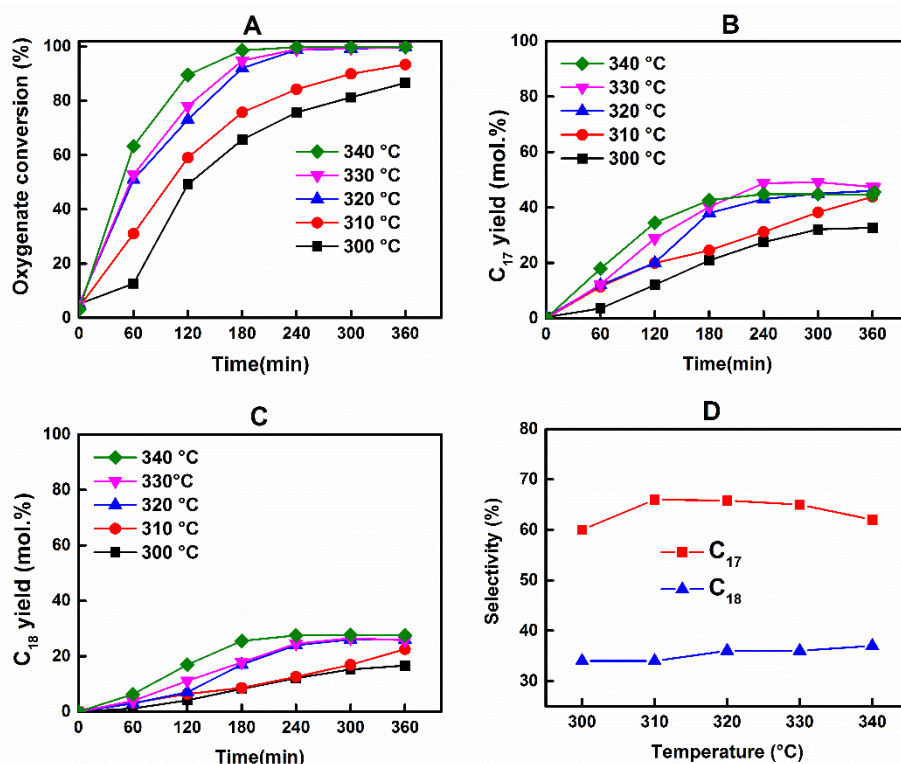 A
Oxygenate conversion (%)
100
80
60
40
20
0
340 °C
330 °C
320 °C
310 °C
300 °C
0 60 120 180 240 300 360
Time(min)
B
C₁₇ yield (mol.%)
100
80
60
40
20
0
340 °C
330 °C
320 °C
310 °C
300 °C
0 60 120 180 240 300 360
Time(min)
C
C₁₈ yield (mol.%)
100
80
60
40
20
0
340 °C
330°C
320 °C
310 °C
300 °C
0 60 120 180 240 300 360
Time(min)
D
Selectivity (%)
80
70
60
50
40
30
C₁₇
C₁₈
300 310 320 330 340
Temperature (°C)